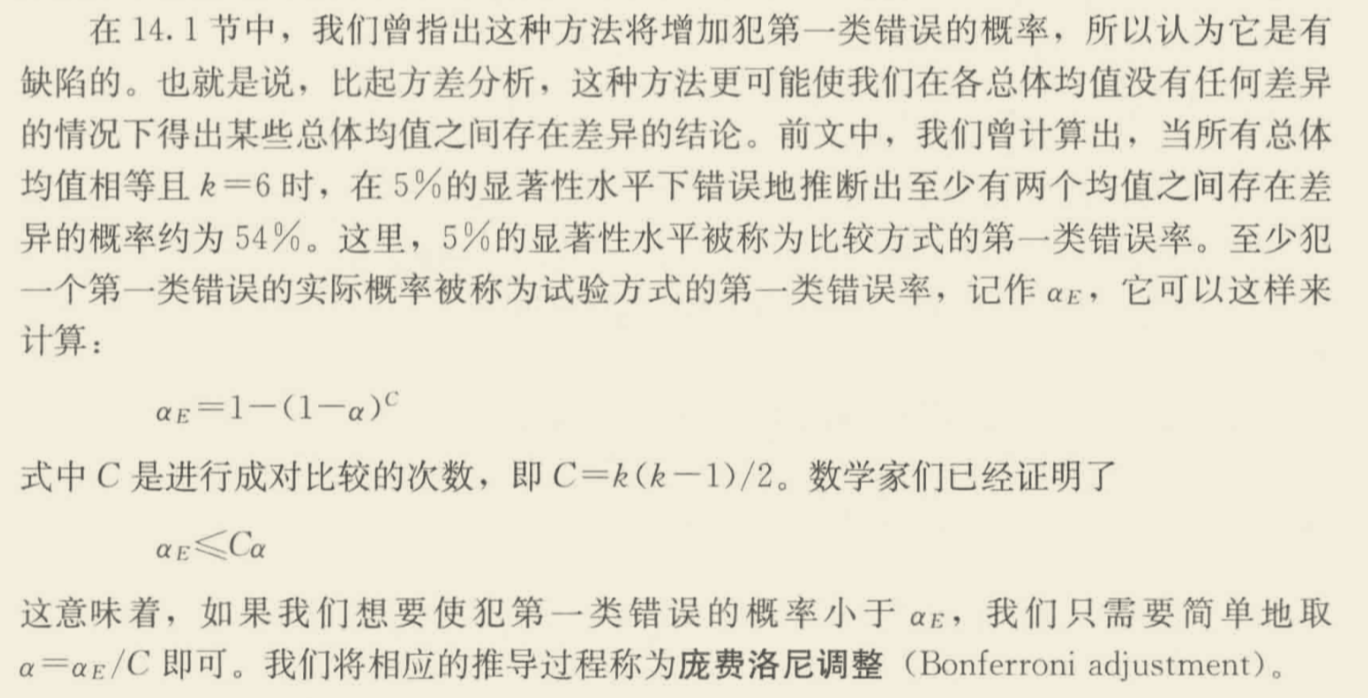 在 14.1 节中，我们曾指出这种方法将增加犯第一类错误的概率，所以认为它是有
缺陷的。也就是说，比起方差分析，这种方法更可能使我们在各总体均值没有任何差异
的情况下得出某些总体均值之间存在差异的结论。前文中，我们曾计算出，当所有总体
均值相等且 k＝6 时，在 5%的显著性水平下错误地推断出至少有两个均值之间存在差
异的概率约为 54%。这里，5%的显著性水平被称为比较方式的第一类错误率。至少犯
一个第一类错误的实际概率被称为试验方式的第一类错误率，记作 αE，它可以这样来
计算：
αE＝1－(1－α)^C
式中 C 是进行成对比较的次数，即 C＝k(k－1)/2。数学家们已经证明了
αE≤Cα
这意味着，如果我们想要使犯第一类错误的概率小于 αE，我们只需要简单地取
α＝αE/C 即可。我们将相应的推导过程称为庞费洛尼调整（Bonferroni adjustment）。